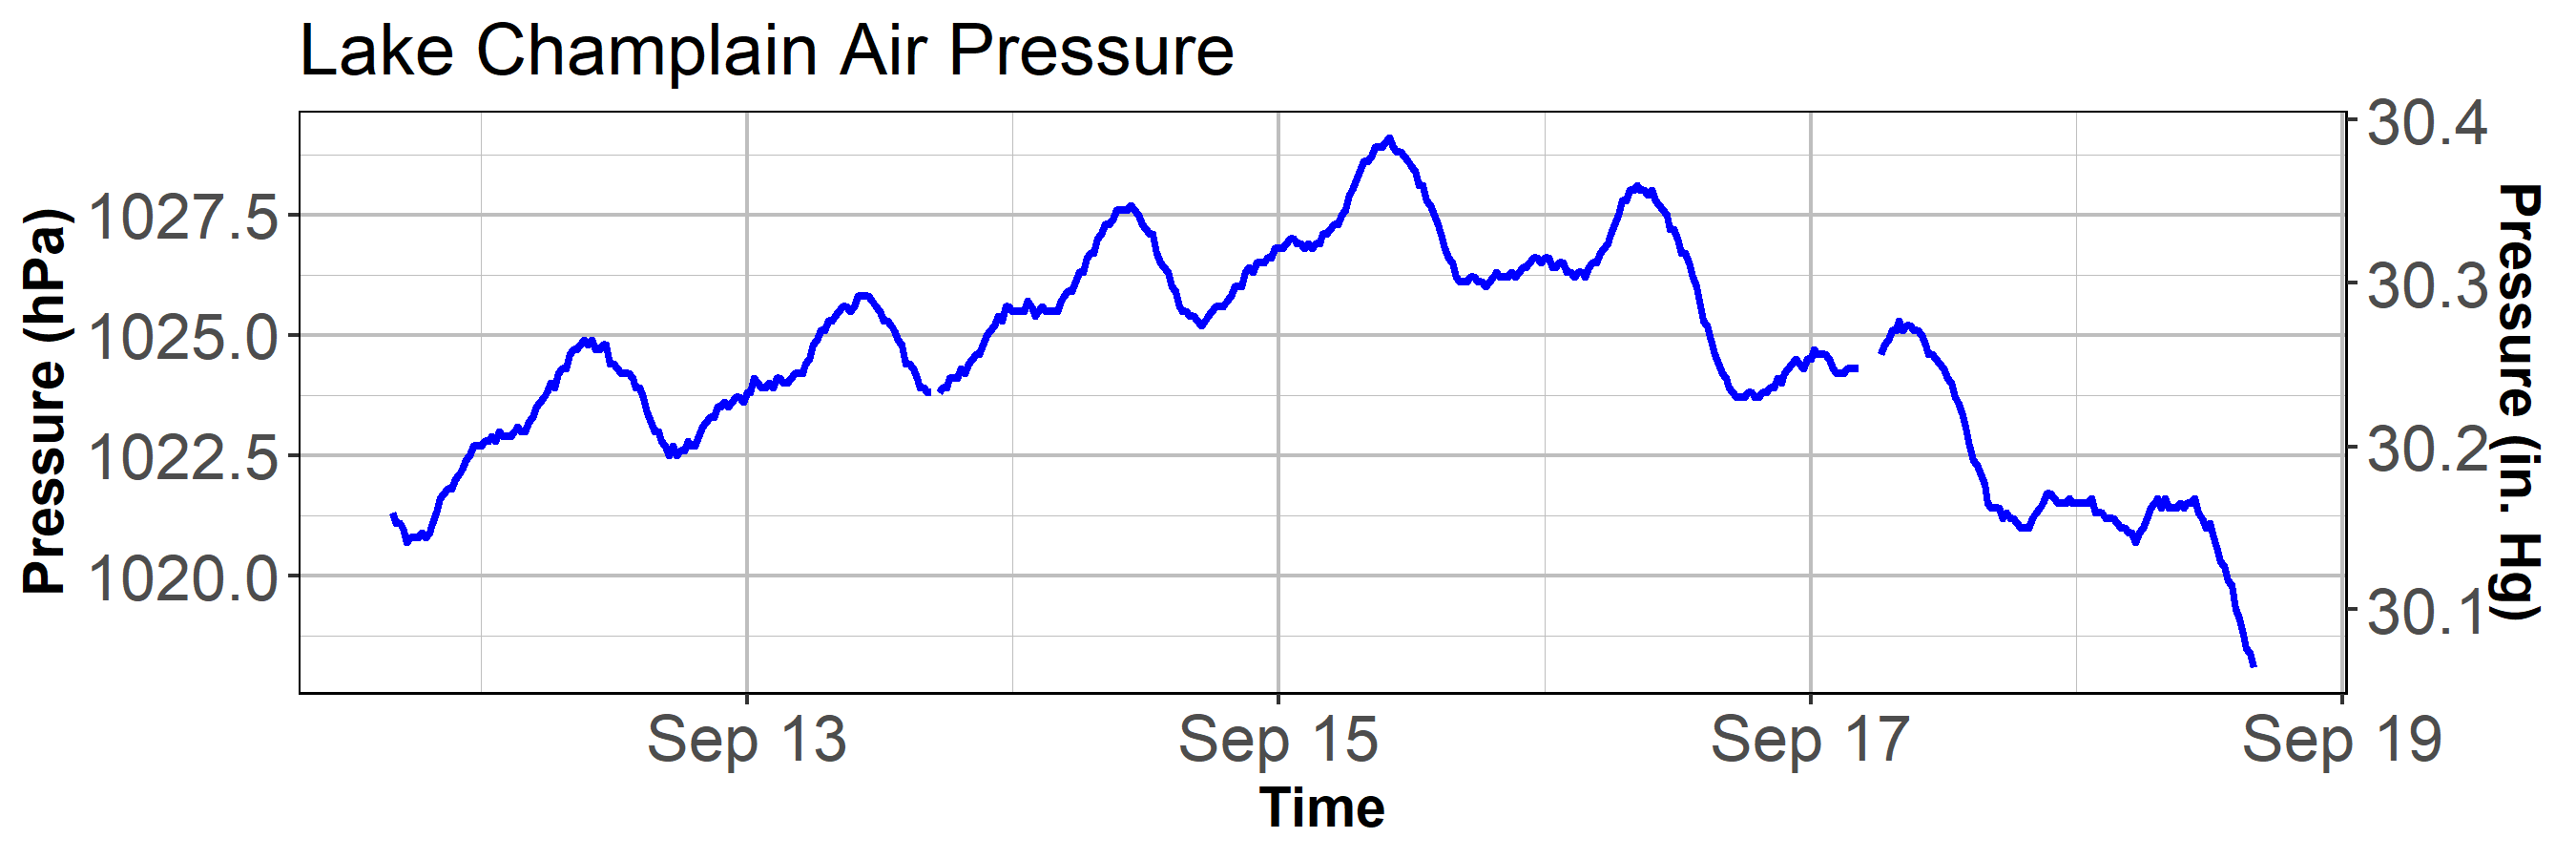 Lake Champlain Air Pressure
Pressure (hPa)
1027.5
1025.0
1022.5
1020.0
30.4
30.3
30.2
30.1
Pressure (in. Hg)
Sep 13
Sep 15
Sep 17
Sep 19
Time